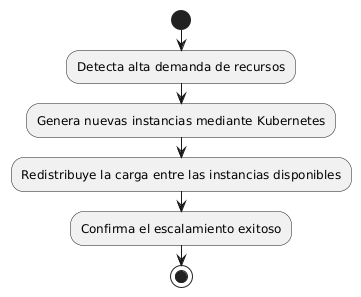 Detecta alta demanda de recursos
Genera nuevas instancias mediante Kubernetes
Redistribuye la carga entre las instancias disponibles
Confirma el escalamiento exitoso